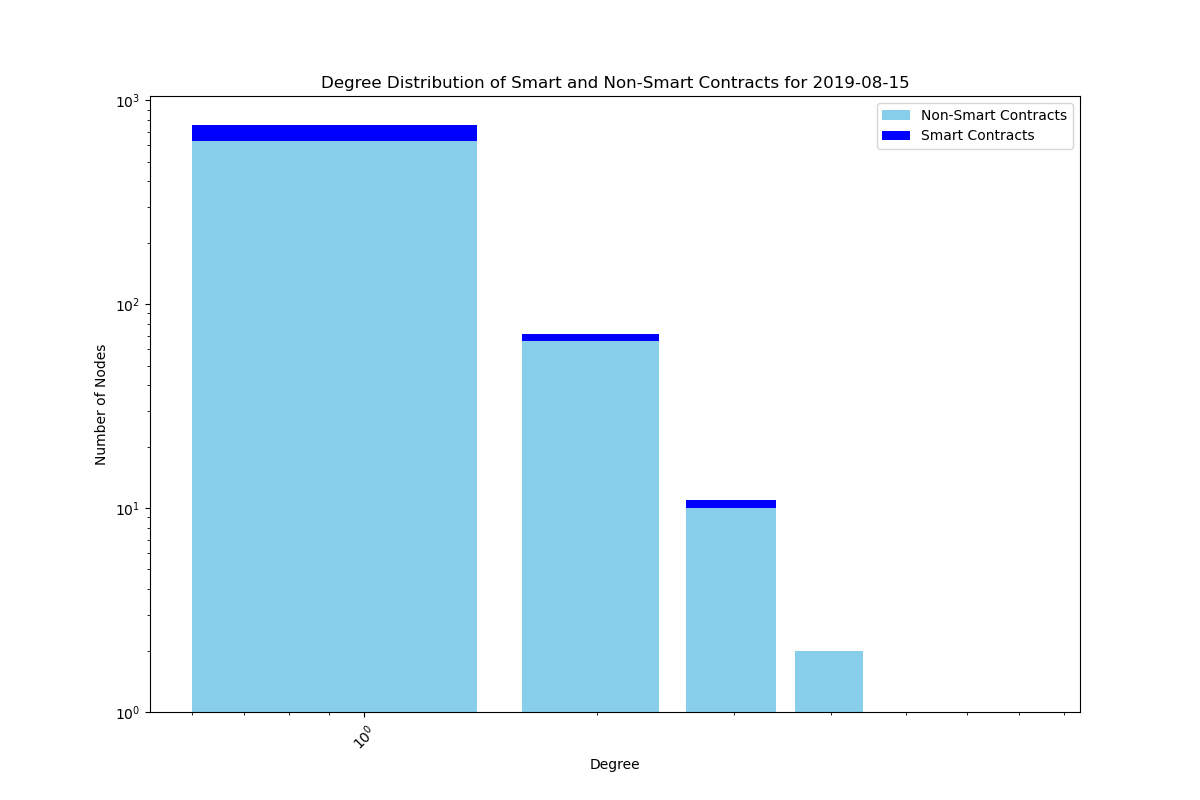 Degree Distribution of Smart and Non-Smart Contracts for 2019-08-15
Non-Smart Contracts
Smart Contracts
Number of Nodes
10³
10²
10¹
10⁰
10⁰
Degree